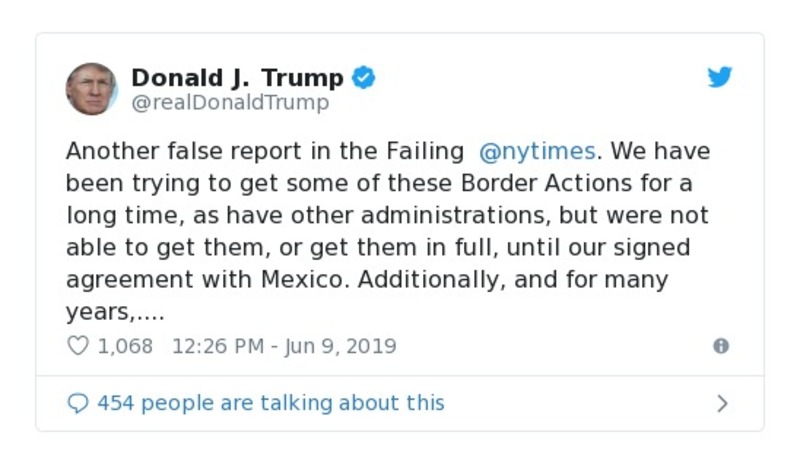 Donald J. Trump
@realDonaldTrump
Another false report in the Failing @nytimes. We have
been trying to get some of these Border Actions for a
long time, as have other administrations, but were not
able to get them, or get them in full, until our signed
agreement with Mexico. Additionally, and for many
years,....
1,068 12:26 PM - Jun 9, 2019
454 people are talking about this